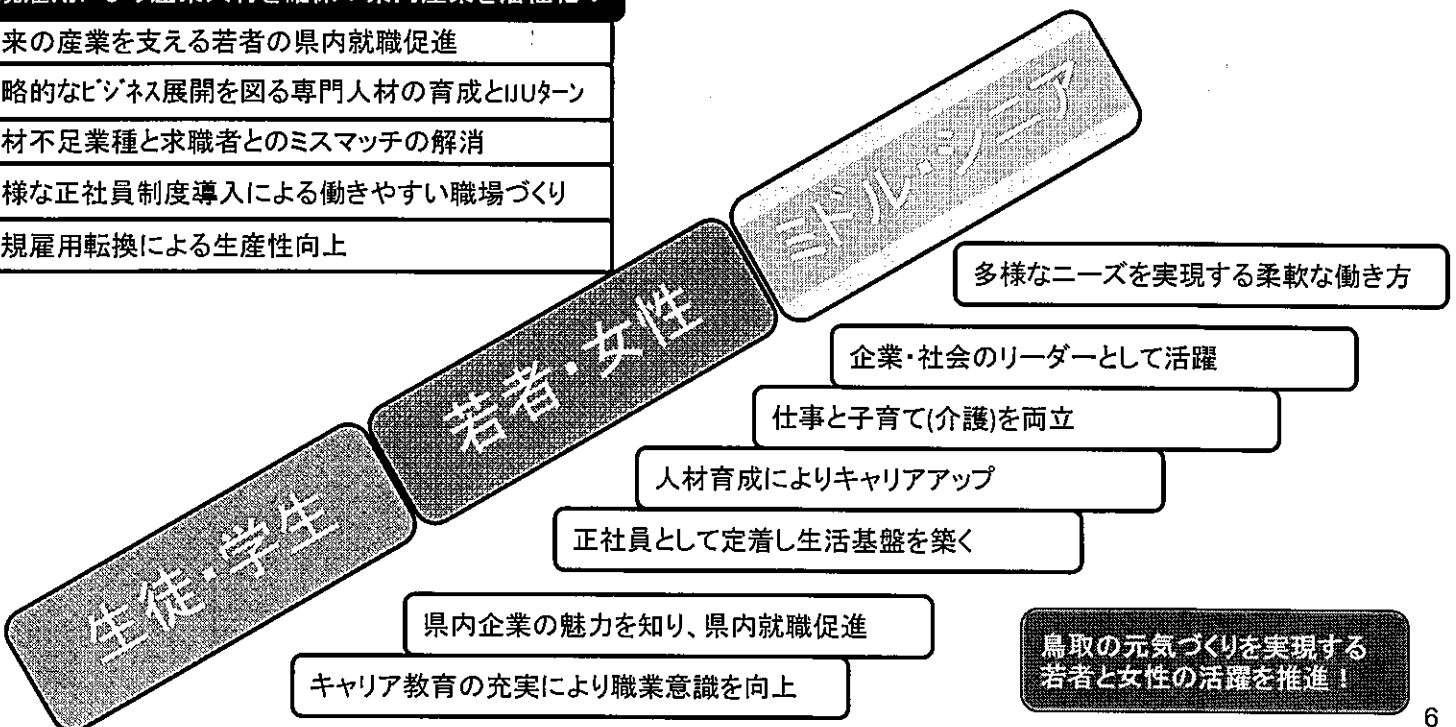 来の産業を支える若者の県内就職促進
略的なビジネス展開を図る専門人材の育成とIJUターン
材不足業種と求職者とのミスマッチの解消
様な正社員制度導入による働きやすい職場づくり
規雇用転換による生産性向上
ミドル・シニア
若者・女性
生徒・学生
多様なニーズを実現する柔軟な働き方
企業・社会のリーダーとして活躍
仕事と子育て(介護)を両立
人材育成によりキャリアアップ
正社員として定着し生活基盤を築く
県内企業の魅力を知り、県内就職促進
キャリア教育の充実により職業意識を向上
鳥取の元気づくりを実現する
若者と女性の活躍を推進！
6